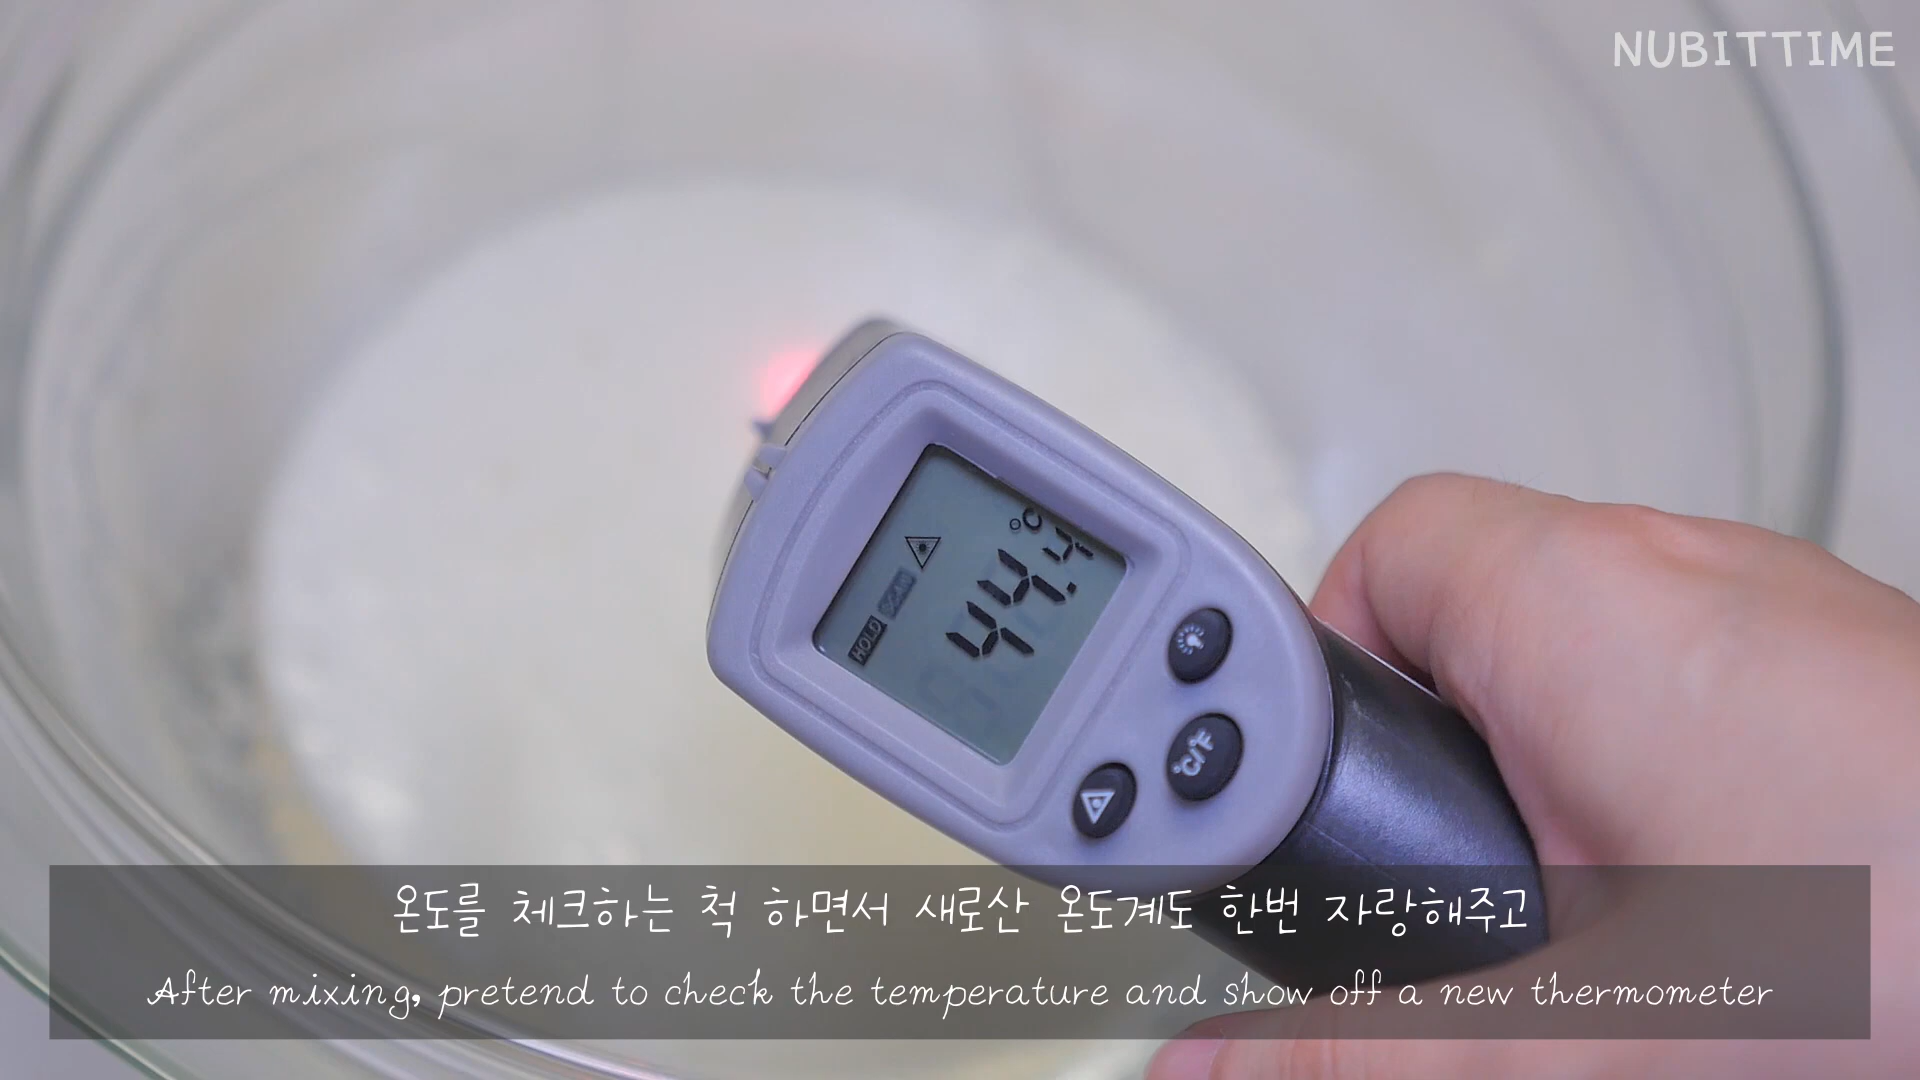 NUBITTIME
°C
44.4
HOLD SCAN
°C/°F
온도를 체크하는 척 하면서 새로산 온도계도 한번 자랑해주고
After mixing, pretend to check the temperature and show off a new thermometer